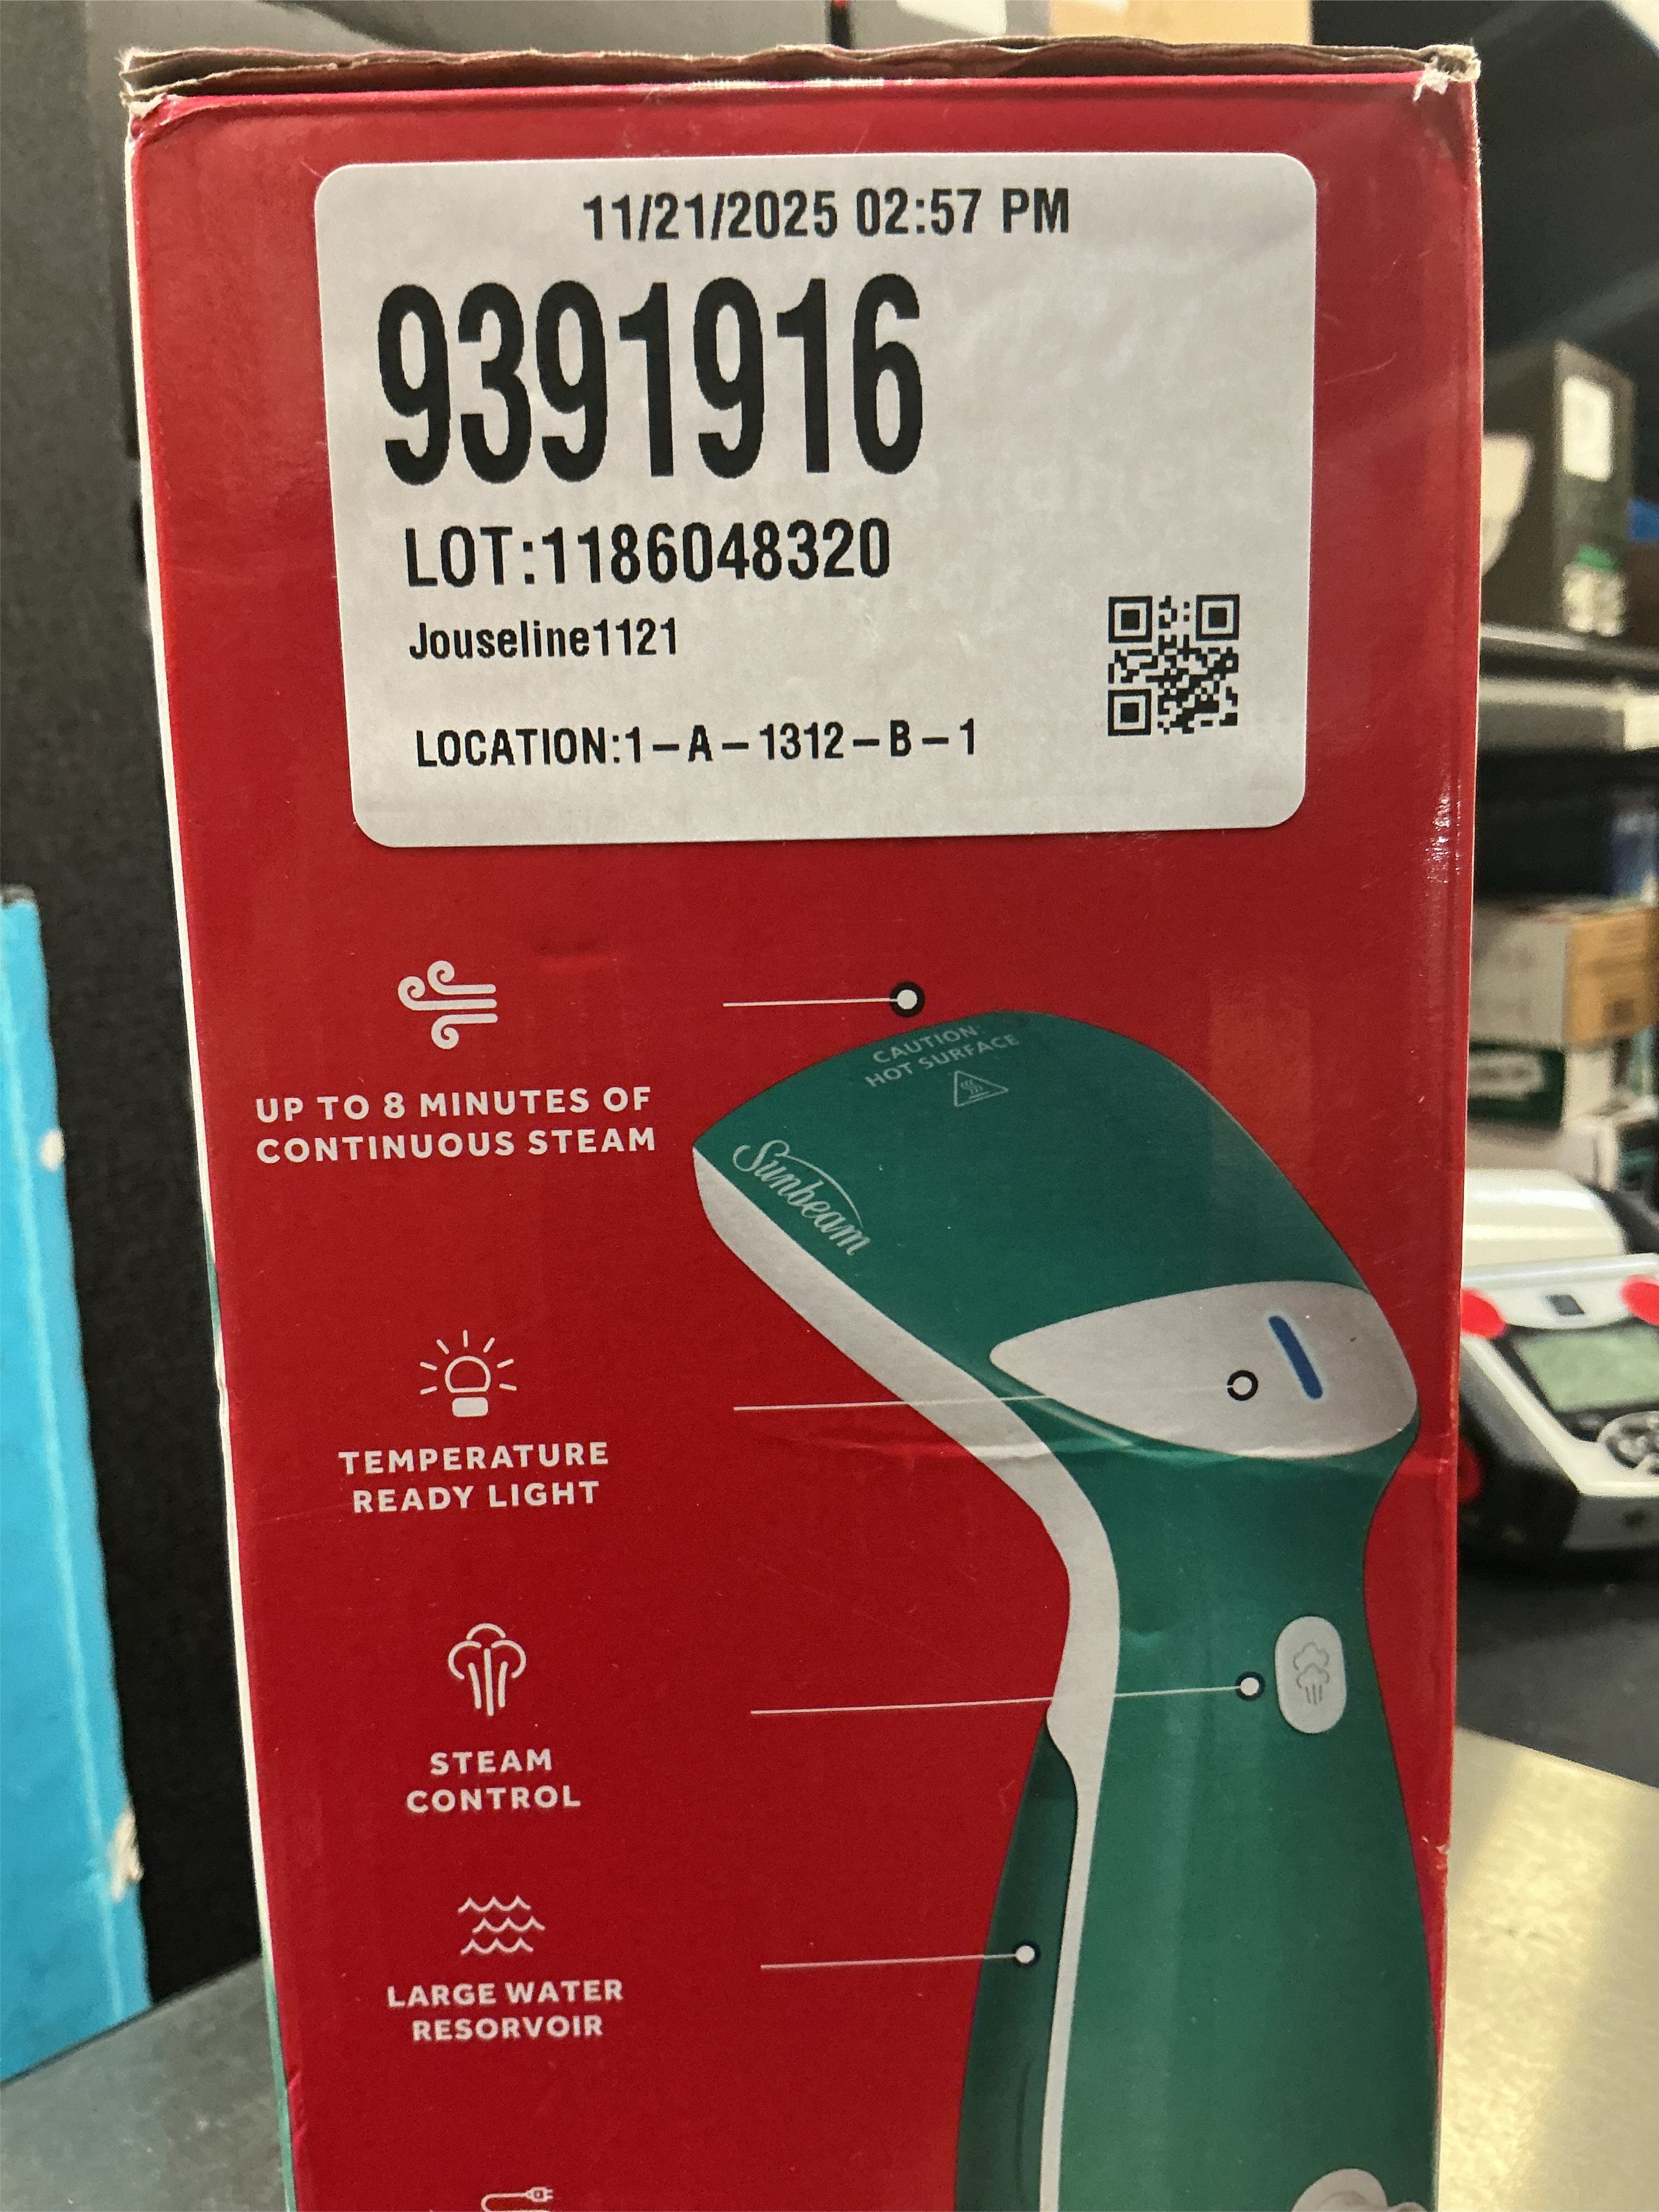 11/21/2025 02:57 PM
9391916
LOT:1186048320
Jouseline1121
LOCATION:1-A-1312-B-1
CAUTION:
HOT SURFACE
UP TO 8 MINUTES OF
CONTINUOUS STEAM
Sunbeam
TEMPERATURE
READY LIGHT
STEAM
CONTROL
LARGE WATER
RESORVOIR